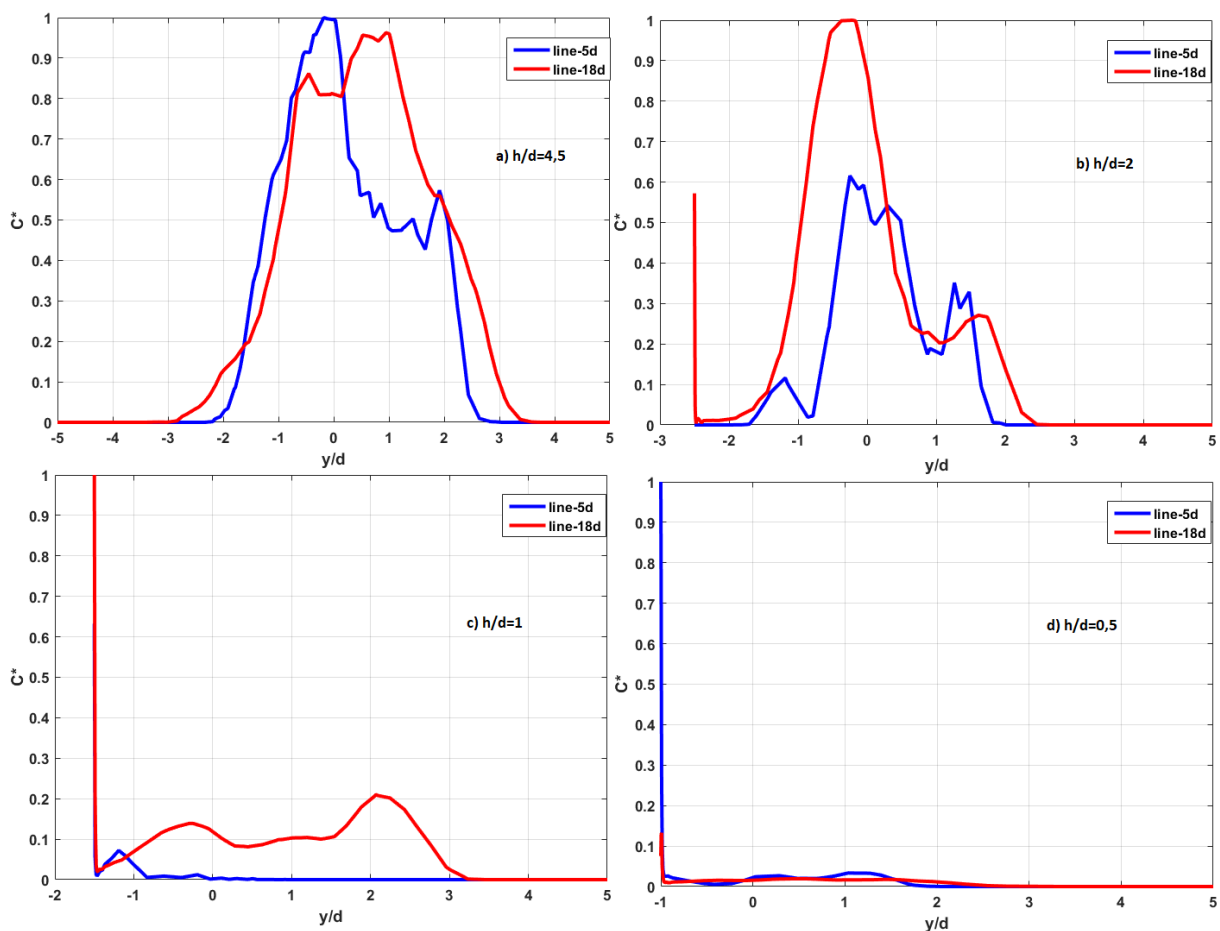 1
0.9
0.8
0.7
0.6
0.5
0.4
0.3
0.2
0.1
0
C*
-5 -4 -3 -2 -1 0 1 2 3 4 5
y/d
line-5d
line-18d
a) h/d=4,5
1
0.9
0.8
0.7
0.6
0.5
0.4
0.3
0.2
0.1
0
C*
-3 -2 -1 0 1 2 3 4 5
y/d
line-5d
line-18d
b) h/d=2
1
0.9
0.8
0.7
0.6
0.5
0.4
0.3
0.2
0.1
0
C*
-2 -1 0 1 2 3 4 5
y/d
line-5d
line-18d
c) h/d=1
1
0.9
0.8
0.7
0.6
0.5
0.4
0.3
0.2
0.1
0
C*
-1 0 1 2 3 4 5
y/d
line-5d
line-18d
d) h/d=0,5